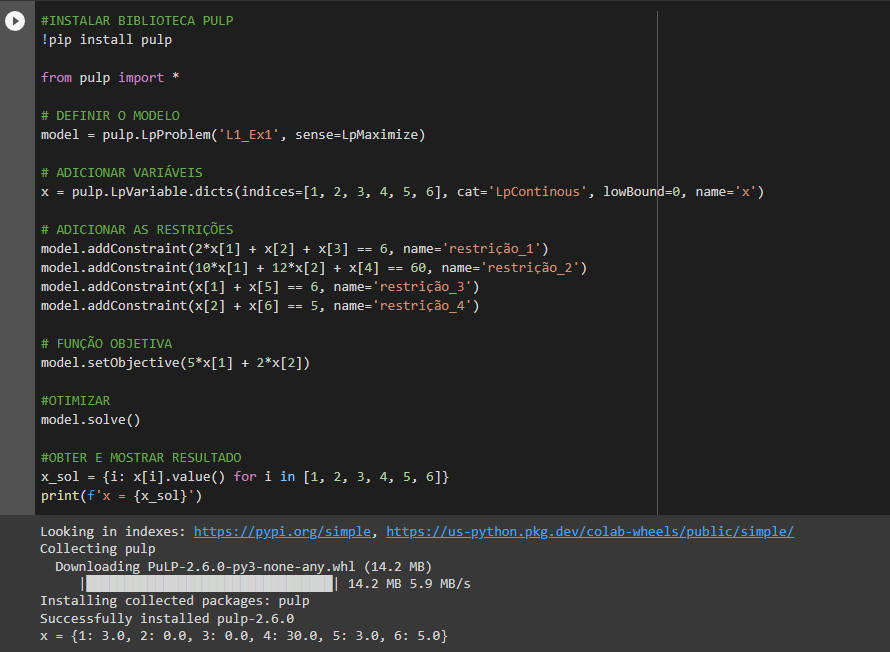 #INSTALAR BIBLIOTECA PULP
!pip install pulp
from pulp import *
# DEFINIR O MODELO
model = pulp.LpProblem('L1_Ex1', sense=LpMaximize)
# ADICIONAR VARIÁVEIS
x = pulp.LpVariable.dicts(indices=[1, 2, 3, 4, 5, 6], cat='LpContinous', lowBound=0, name='x')
# ADICIONAR AS RESTRIÇÕES
model.addConstraint(2*x[1] + x[2] + x[3] == 6, name='restrição_1')
model.addConstraint(10*x[1] + 12*x[2] + x[4] == 60, name='restrição_2')
model.addConstraint(x[1] + x[5] == 6, name='restrição_3')
model.addConstraint(x[2] + x[6] == 5, name='restrição_4')
# FUNÇÃO OBJETIVA
model.setObjective(5*x[1] + 2*x[2])
#OTIMIZAR
model.solve()
#OBTER E MOSTRAR RESULTADO
x_sol = {i: x[i].value() for i in [1, 2, 3, 4, 5, 6]}
print(f'x = {x_sol}')
Looking in indexes: https://pypi.org/simple, https://us-python.pkg.dev/colab-wheels/public/simple/
Collecting pulp
Downloading PuLP-2.6.0-py3-none-any.whl (14.2 MB)
|████████████████████████████████| 14.2 MB 5.9 MB/s
Installing collected packages: pulp
Successfully installed pulp-2.6.0
x = {1: 3.0, 2: 0.0, 3: 0.0, 4: 30.0, 5: 3.0, 6: 5.0}